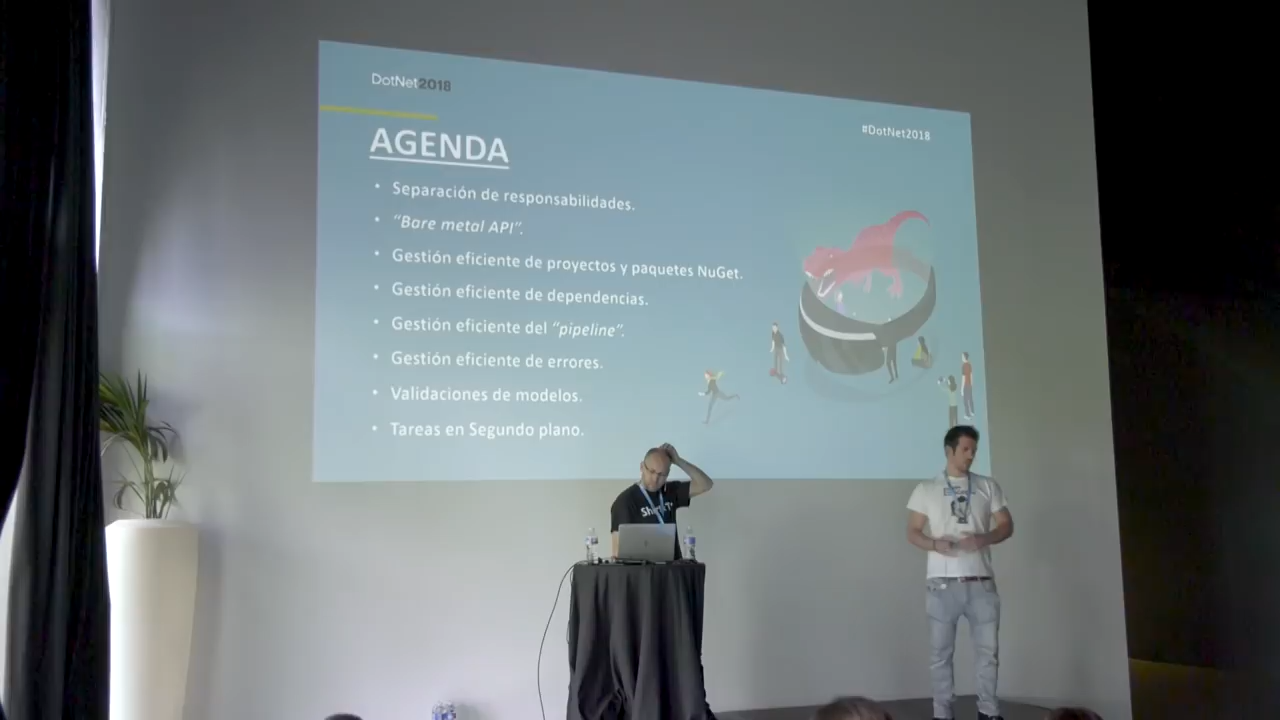 DotNet2018
#DotNet2018
AGENDA
• Separación de responsabilidades.
• “Bare metal API”.
• Gestión eficiente de proyectos y paquetes NuGet.
• Gestión eficiente de dependencias.
• Gestión eficiente del “pipeline”.
• Gestión eficiente de errores.
• Validaciones de modelos.
• Tareas en Segundo plano.